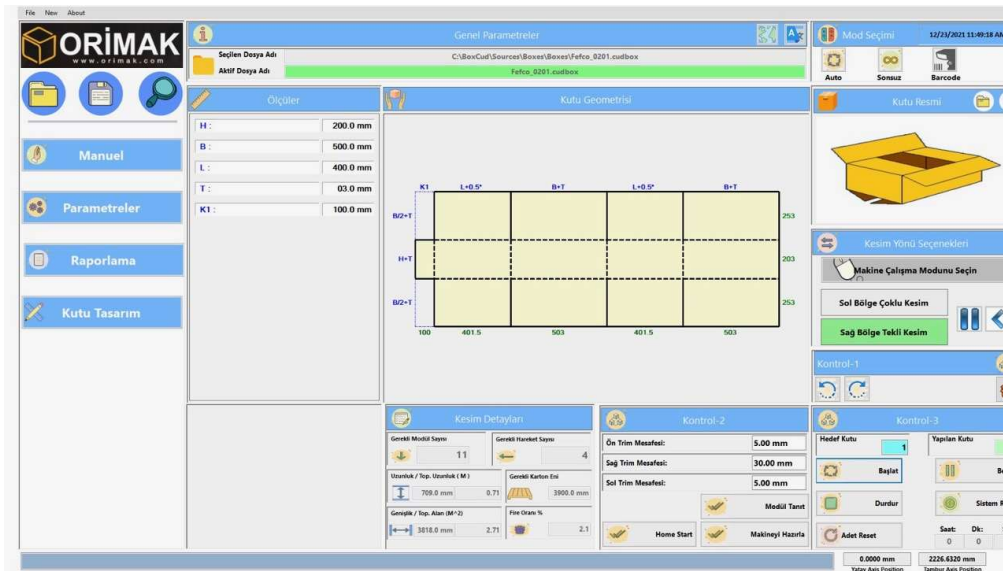 File New About
ORİMAK
www.orimak.com
Manuel
Parametreler
Raporlama
Kutu Tasarım
Genel Parametreler
Seçilen Dosya Adı
C:\BoxCud\Sources\Boxes\Boxes\Fefco_0201.cudbox
Aktif Dosya Adı
Fefco_0201.cudbox
Ölçüler
H : 200.0 mm
B : 500.0 mm
L : 400.0 mm
T : 03.0 mm
K1 : 100.0 mm
Kutu Geometrisi
K1 L+0.5* B+T L+0.5* B+T
B/2+T 253
H+T 203
B/2+T 253
100 401.5 503 401.5 503
Kesim Detayları
Gerekli Modül Sayısı Gerekli Hareket Sayısı
11 4
Uzunluk / Top. Uzunluk ( M ) Gerekli Karton Eni
709.0 mm 0.71 3900.0 mm
Genişlik / Top. Alan (M^2) Fire Oranı %
3818.0 mm 2.71 2.1
Kontrol-2
Ön Trim Mesafesi: 5.00 mm
Sağ Trim Mesafesi: 30.00 mm
Sol Trim Mesafesi: 5.00 mm
Modül Tanıt
Home Start Makineyi Hazırla
Mod Seçimi 12/23/2021 11:49:18 AM
Auto Sonsuz Barcode
Kutu Resmi
Kesim Yönü Seçenekleri
Makine Çalışma Modunu Seçin
Sol Bölge Çoklu Kesim
Sağ Bölge Tekli Kesim
Kontrol-1
Kontrol-3
Hedef Kutu Yapılan Kutu
1
Başlat Be
Durdur Sistem R
Adet Reset
Saat: Dk:
0 0
0.0000 mm 2226.6320 mm
Yatay Axis Position Tambur Axis Position